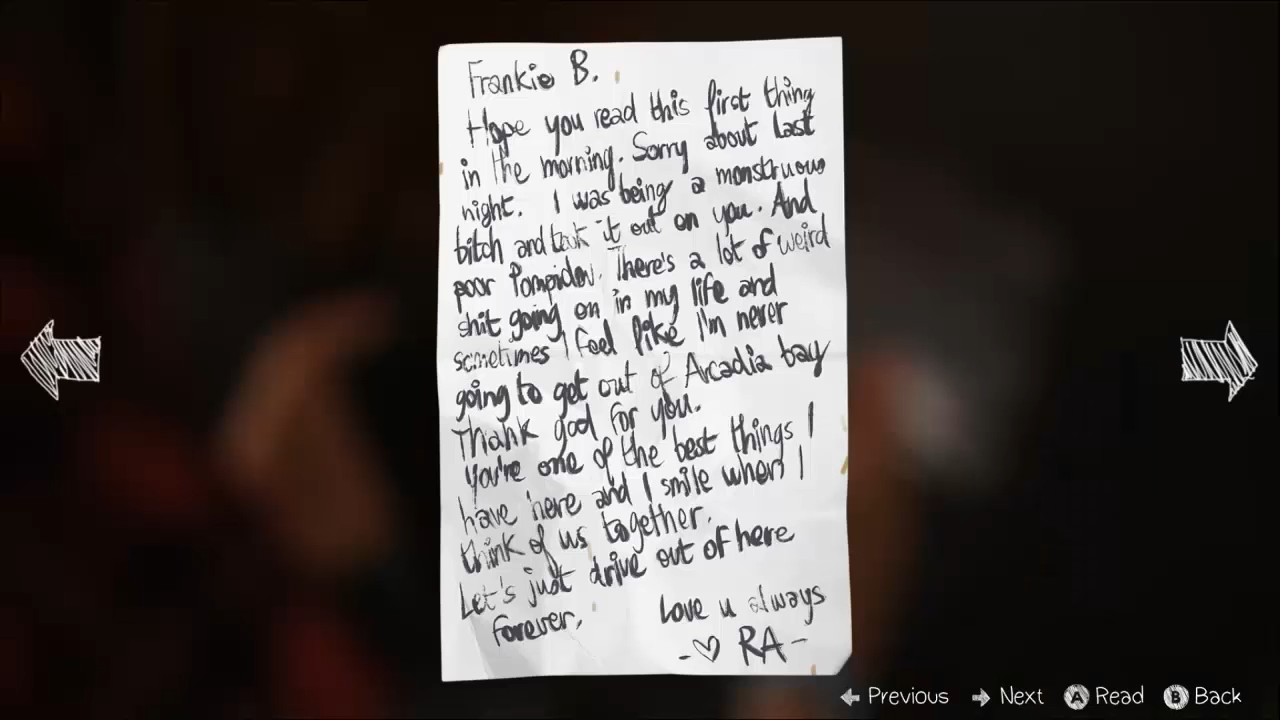 Frankie B.
Hope you read this first thing
in the morning. Sorry about last
night. I was being a monstruous
bitch and took it out on you. And
poor Pompidou. There's a lot of weird
shit going on in my life and
sometimes I feel like I'm never
going to get out of Arcadia bay
Thank god for you.
You're one of the best things I
have here and I smile when I
think of us together.
Let's just drive out of here
forever.
Love u always
-♡ RA-
Previous Next A Read B Back